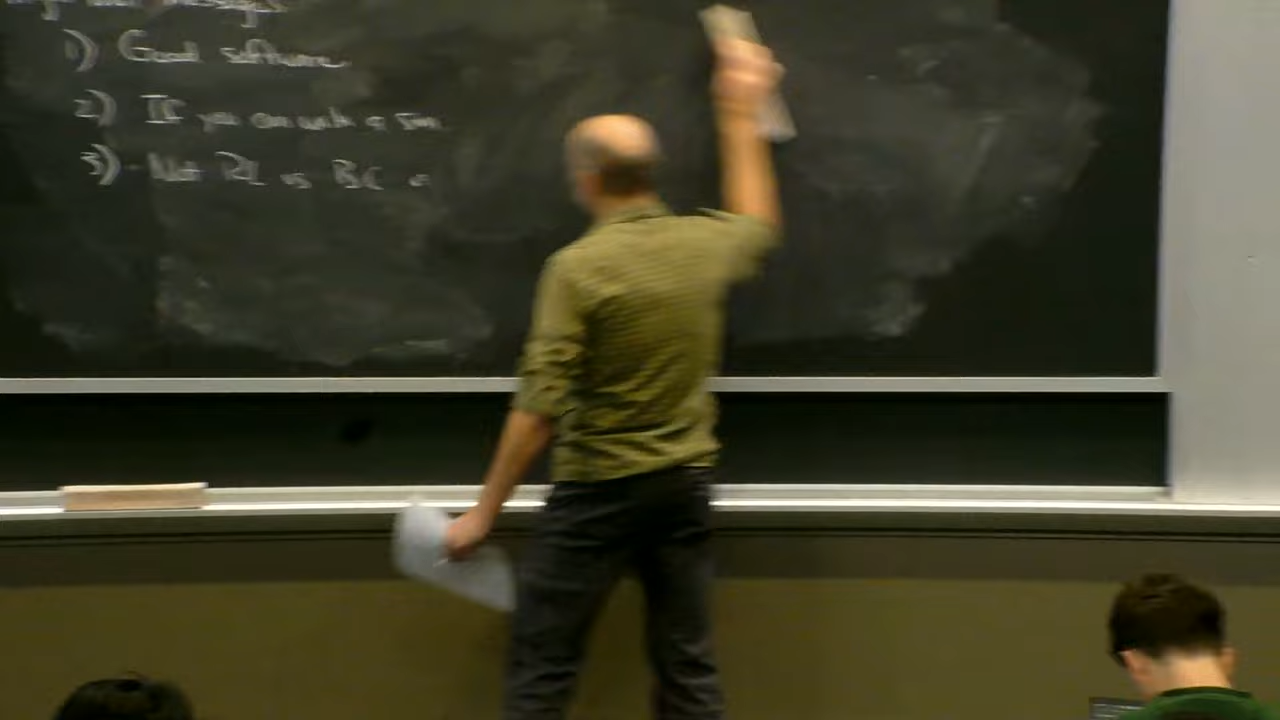 1) Good software
2) If you can write a sim
3) - Not RL vs BC